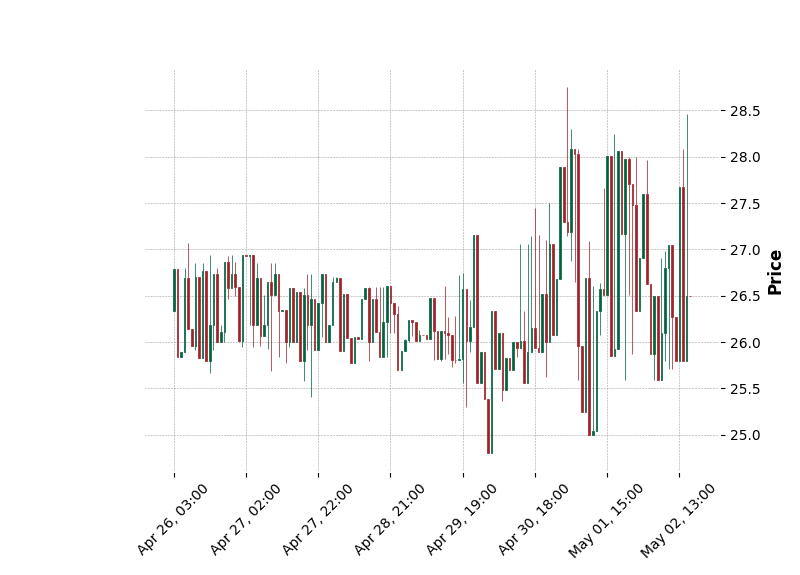 28.5
28.0
27.5
27.0
26.5
26.0
25.5
25.0
Price
Apr 26, 03:00
Apr 27, 02:00
Apr 27, 22:00
Apr 28, 21:00
Apr 29, 19:00
Apr 30, 18:00
May 01, 15:00
May 02, 13:00